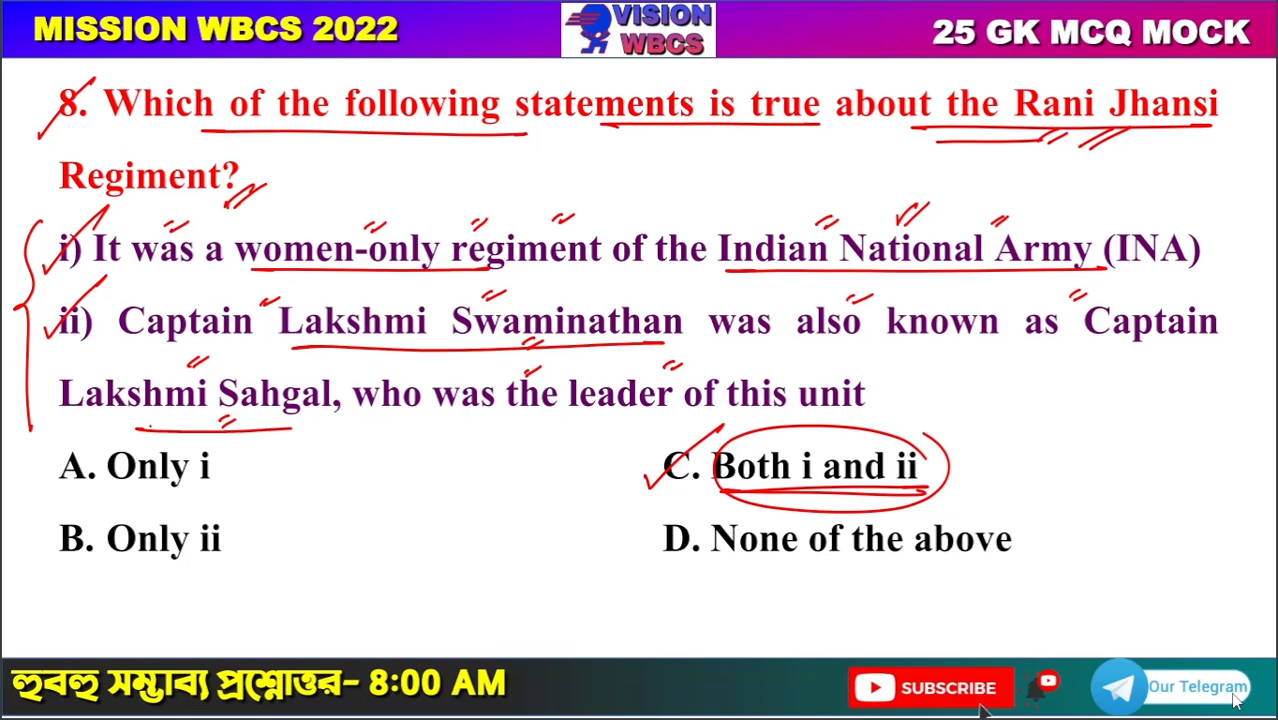 MISSION WBCS 2022
VISION
WBCS
25 GK MCQ MOCK
8. Which of the following statements is true about the Rani Jhansi
Regiment?
i) It was a women-only regiment of the Indian National Army (INA)
ii) Captain Lakshmi Swaminathan was also known as Captain
Lakshmi Sahgal, who was the leader of this unit
A. Only i
C. Both i and ii
B. Only ii
D. None of the above
হুবহু সম্ভাব্য প্রশ্নোত্তর- 8:00 AM
SUBSCRIBE
Our Telegram